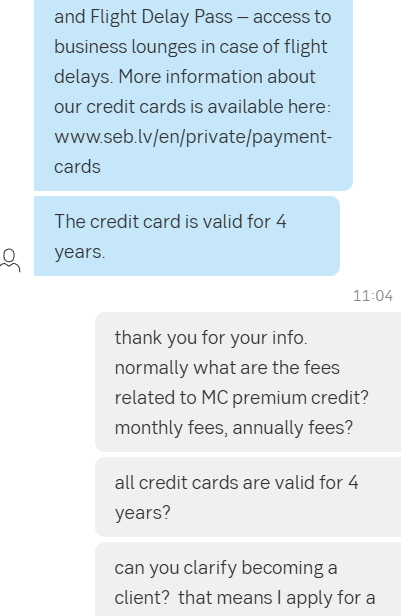 and Flight Delay Pass – access to
business lounges in case of flight
delays. More information about
our credit cards is available here:
www.seb.lv/en/private/payment-
cards
The credit card is valid for 4
years.
11:04
thank you for your info.
normally what are the fees
related to MC premium credit?
monthly fees, annually fees?
all credit cards are valid for 4
years?
can you clarify becoming a
client?  that means I apply for a